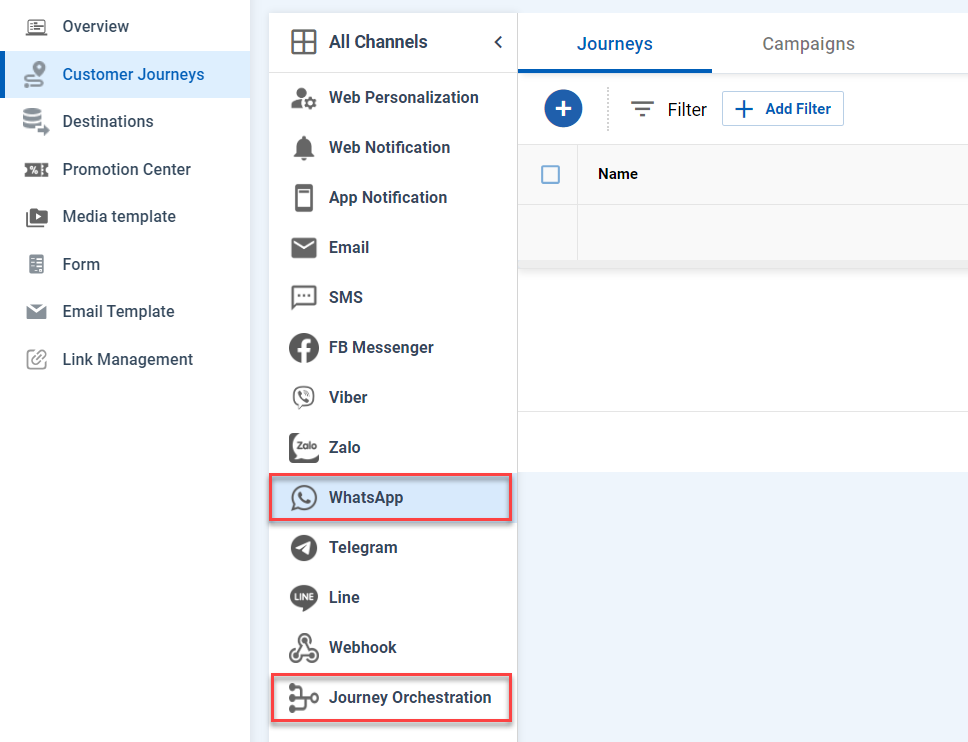 Overview
Customer Journeys
Destinations
Promotion Center
Media template
Form
Email Template
Link Management
All Channels
Web Personalization
Web Notification
App Notification
Email
SMS
FB Messenger
Viber
Zalo
Zalo
WhatsApp
Telegram
LINE
Line
Webhook
Journey Orchestration
Journeys
Campaigns
Filter
Add Filter
Name